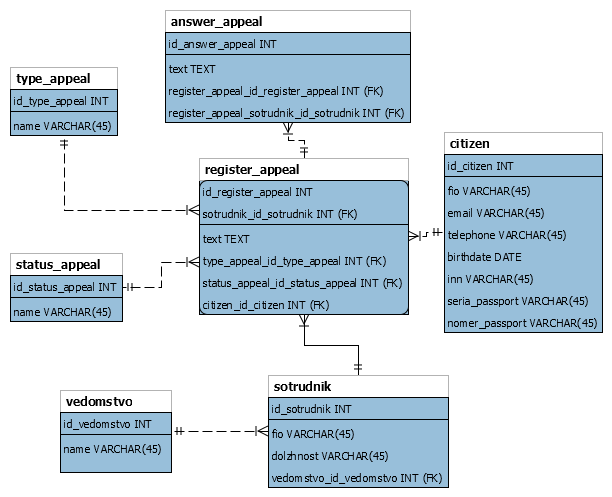 answer_appeal
id_answer_appeal INT
text TEXT
register_appeal_id_register_appeal INT (FK)
register_appeal_sotrudnik_id_sotrudnik INT (FK)
type_appeal
id_type_appeal INT
name VARCHAR(45)
register_appeal
id_register_appeal INT
sotrudnik_id_sotrudnik INT (FK)
text TEXT
type_appeal_id_type_appeal INT (FK)
status_appeal_id_status_appeal INT (FK)
citizen_id_citizen INT (FK)
citizen
id_citizen INT
fio VARCHAR(45)
email VARCHAR(45)
telephone VARCHAR(45)
birthdate DATE
inn VARCHAR(45)
seria_passport VARCHAR(45)
nomer_passport VARCHAR(45)
status_appeal
id_status_appeal INT
name VARCHAR(45)
vedomstvo
id_vedomstvo INT
name VARCHAR(45)
sotrudnik
id_sotrudnik INT
fio VARCHAR(45)
dolzhnost VARCHAR(45)
vedomstvo_id_vedomstvo INT (FK)